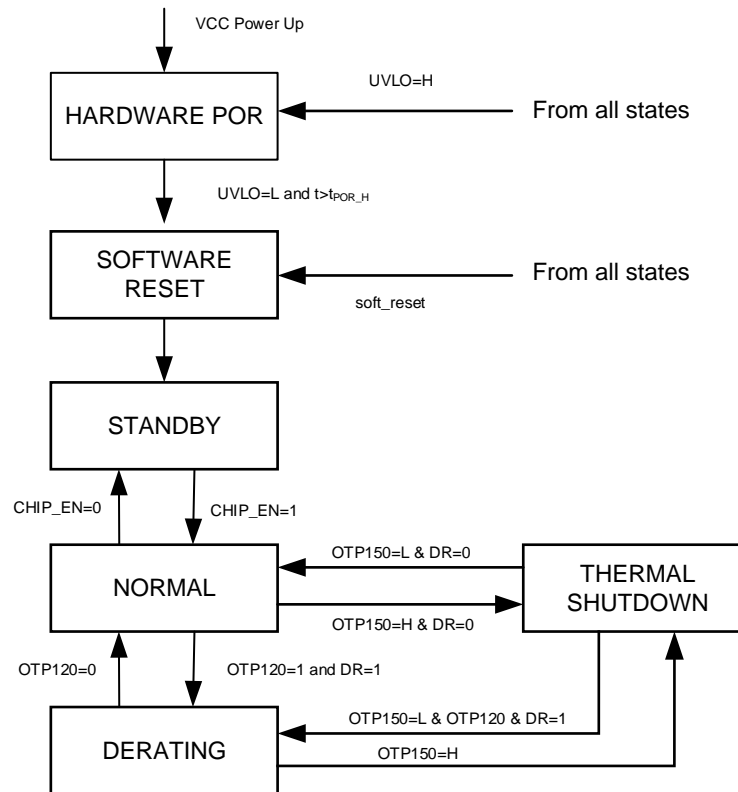 VCC Power Up
HARDWARE POR
UVLO=H
From all states
UVLO=L and t>tPOR_H
SOFTWARE
RESET
From all states
soft_reset
STANDBY
CHIP_EN=0
CHIP_EN=1
NORMAL
OTP150=L & DR=0
THERMAL
SHUTDOWN
OTP150=H & DR=0
OTP120=0
OTP120=1 and DR=1
OTP150=L & OTP120 & DR=1
DERATING
OTP150=H